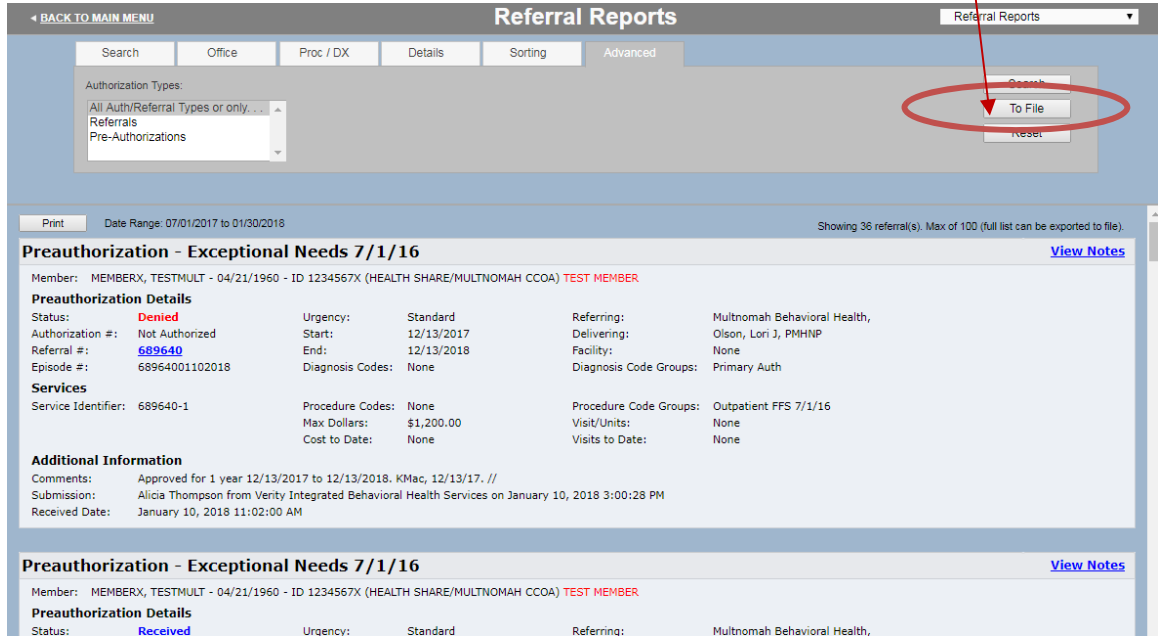 ◄ BACK TO MAIN MENU Referral Reports Referral Reports
Search Office Proc / DX Details Sorting Advanced
Authorization Types:
All Auth/Referral Types or only. . .
Referrals
Pre-Authorizations
Search
To File
Reset
Print Date Range: 07/01/2017 to 01/30/2018 Showing 36 referral(s). Max of 100 (full list can be exported to file).
Preauthorization - Exceptional Needs 7/1/16 View Notes
Member: MEMBERX, TESTMULT - 04/21/1960 - ID 1234567X (HEALTH SHARE/MULTNOMAH CCOA) TEST MEMBER
Preauthorization Details
Status: Denied Urgency: Standard Referring: Multnomah Behavioral Health,
Authorization #: Not Authorized Start: 12/13/2017 Delivering: Olson, Lori J, PMHNP
Referral #: 689640 End: 12/13/2018 Facility: None
Episode #: 68964001102018 Diagnosis Codes: None Diagnosis Code Groups: Primary Auth
Services
Service Identifier: 689640-1 Procedure Codes: None Procedure Code Groups: Outpatient FFS 7/1/16
Max Dollars: $1,200.00 Visit/Units: None
Cost to Date: None Visits to Date: None
Additional Information
Comments: Approved for 1 year 12/13/2017 to 12/13/2018. KMac, 12/13/17. //
Submission: Alicia Thompson from Verity Integrated Behavioral Health Services on January 10, 2018 3:00:28 PM
Received Date: January 10, 2018 11:02:00 AM
Preauthorization - Exceptional Needs 7/1/16 View Notes
Member: MEMBERX, TESTMULT - 04/21/1960 - ID 1234567X (HEALTH SHARE/MULTNOMAH CCOA) TEST MEMBER
Preauthorization Details
Status: Received Urgency: Standard Referring: Multnomah Behavioral Health,